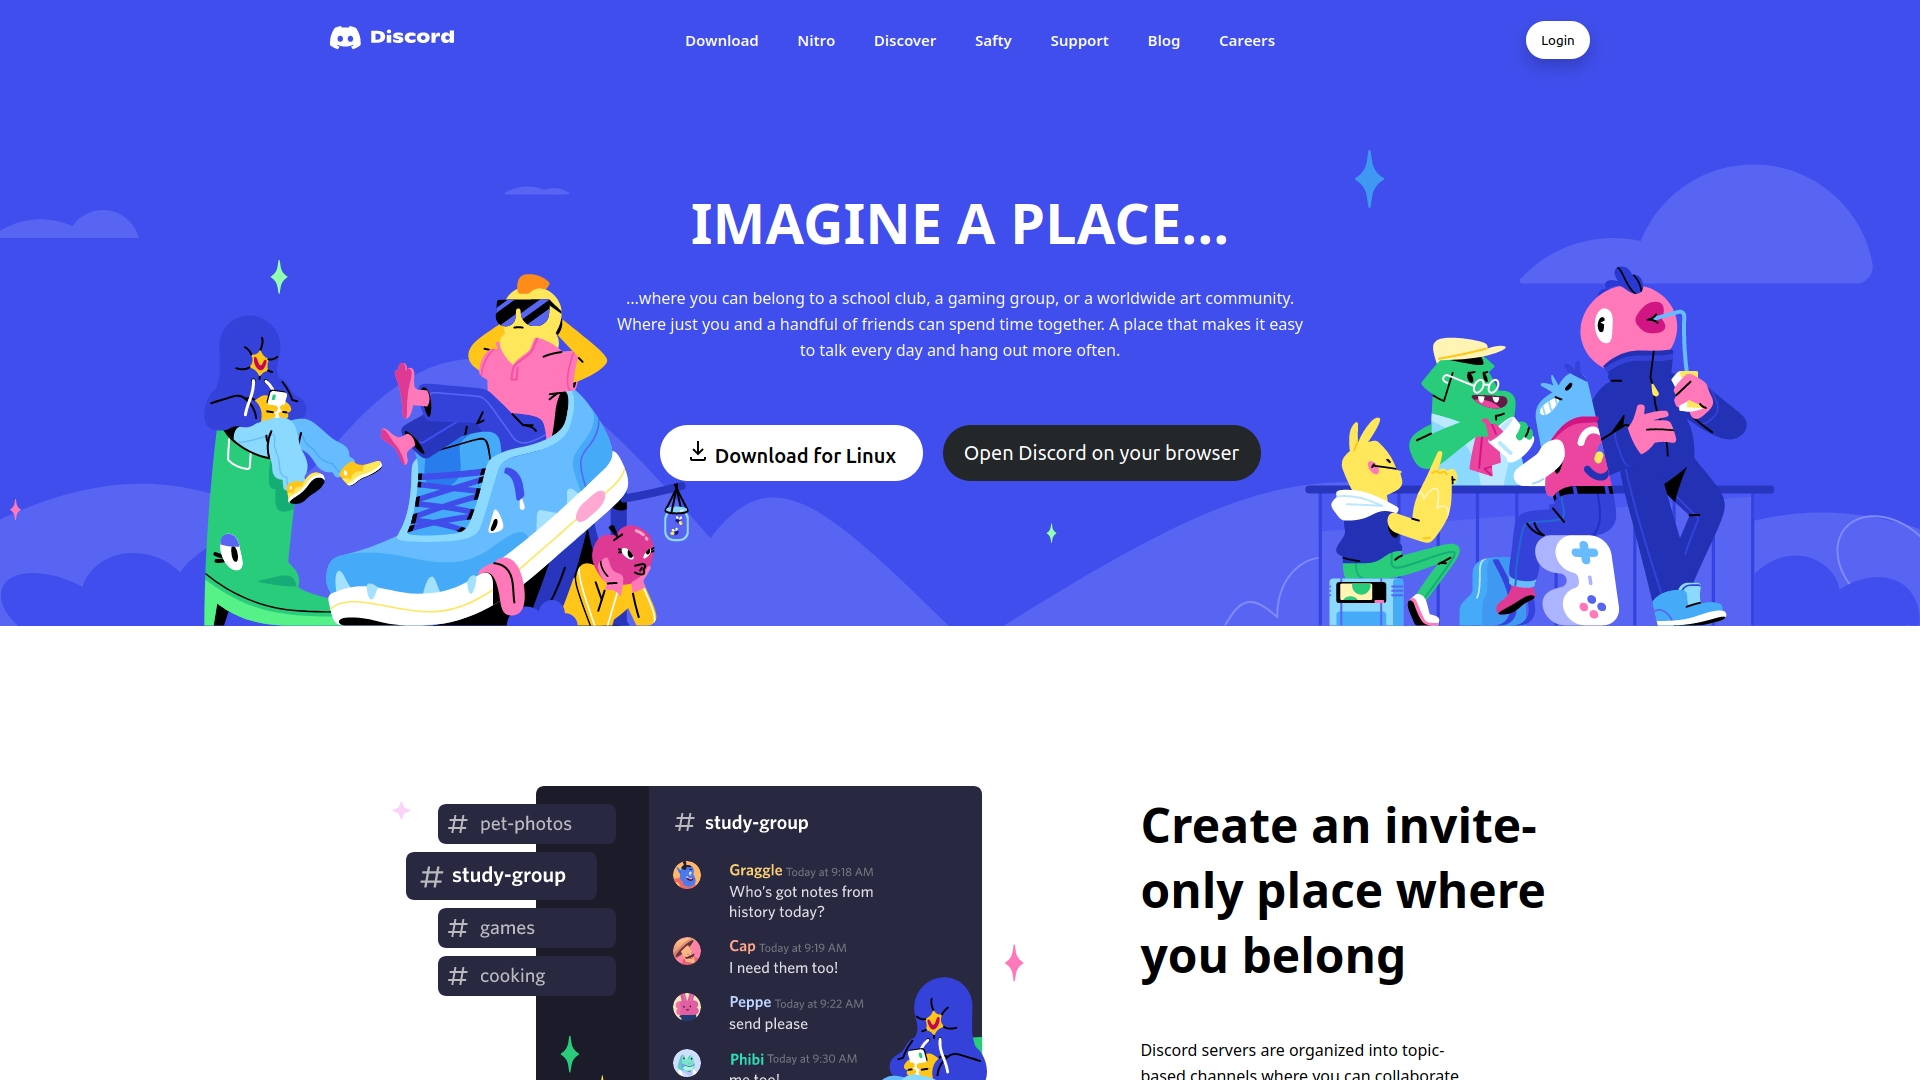 Discord
Download
Nitro
Discover
Safty
Support
Blog
Careers
Login
IMAGINE A PLACE...
...where you can belong to a school club, a gaming group, or a worldwide art community.
Where just you and a handful of friends can spend time together. A place that makes it easy
to talk every day and hang out more often.
Download for Linux
Open Discord on your browser
# pet-photos
# study-group
# games
# cooking
# study-group
Graggle Today at 9:18 AM
Who's got notes from
history today?
Cap Today at 9:19 AM
I need them too!
Peppe Today at 9:22 AM
send please
Phibi Today at 9:30 AM
me too!
Create an invite-
only place where
you belong
Discord servers are organized into topic-
based channels where you can collaborate